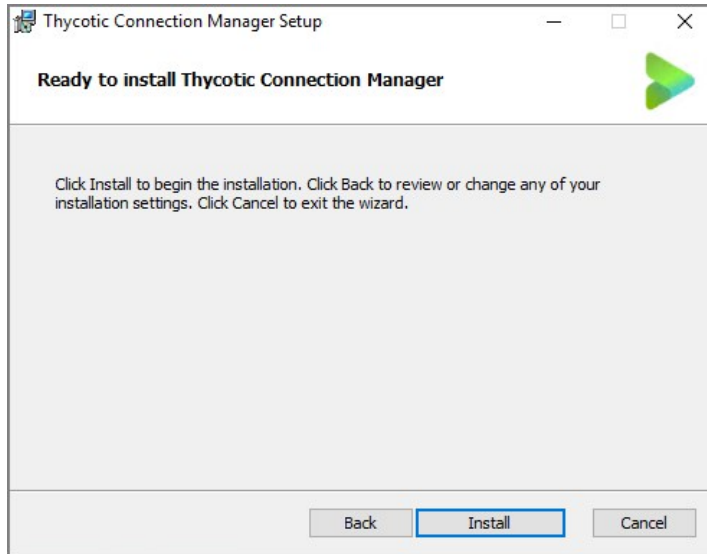 Thycotic Connection Manager Setup
Ready to install Thycotic Connection Manager
Click Install to begin the installation. Click Back to review or change any of your
installation settings. Click Cancel to exit the wizard.
Back
Install
Cancel